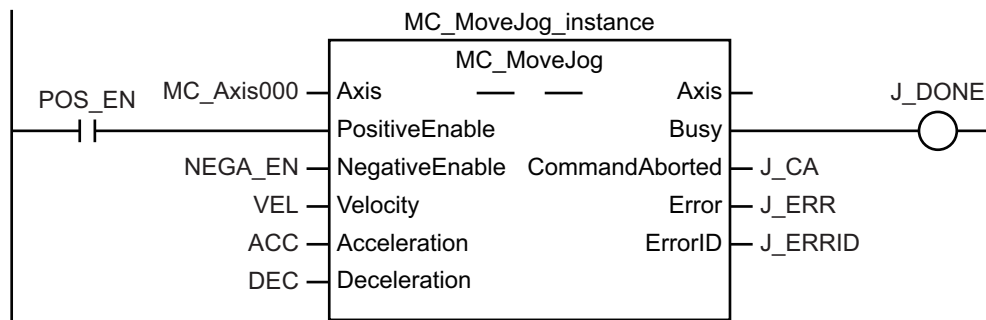 MC_MoveJog_instance
MC_MoveJog
POS_EN MC_Axis000 Axis Axis J_DONE
PositiveEnable Busy
NEGA_EN NegativeEnable CommandAborted J_CA
VEL Velocity Error J_ERR
ACC Acceleration ErrorID J_ERRID
DEC Deceleration